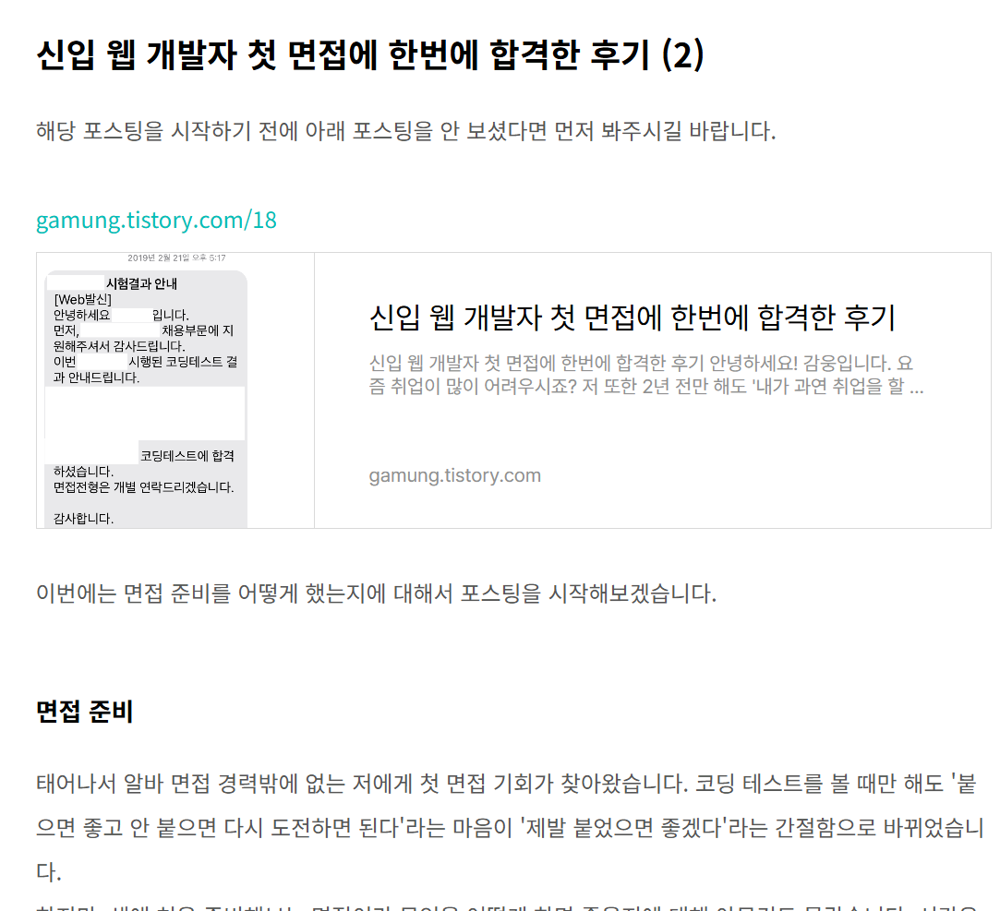 신입 웹 개발자 첫 면접에 한번에 합격한 후기 (2)
해당 포스팅을 시작하기 전에 아래 포스팅을 안 보셨다면 먼저 봐주시길 바랍니다.
gamung.tistory.com/18
2019년 2월 21일 오후 5:17
시험결과 안내
[Web발신]
안녕하세요 입니다.
먼저, 채용부문에 지
원해주셔서 감사드립니다.
이번 시행된 코딩테스트 결
과 안내드립니다.
코딩테스트에 합격
하셨습니다.
면접전형은 개별 연락드리겠습니다.
감사합니다.
신입 웹 개발자 첫 면접에 한번에 합격한 후기
신입 웹 개발자 첫 면접에 한번에 합격한 후기 안녕하세요! 감웅입니다. 요
즘 취업이 많이 어려우시죠? 저 또한 2년 전만 해도 '내가 과연 취업을 할 ...
gamung.tistory.com
이번에는 면접 준비를 어떻게 했는지에 대해서 포스팅을 시작해보겠습니다.
면접 준비
태어나서 알바 면접 경력밖에 없는 저에게 첫 면접 기회가 찾아왔습니다. 코딩 테스트를 볼 때만 해도 '붙
으면 좋고 안 붙으면 다시 도전하면 된다'라는 마음이 '제발 붙었으면 좋겠다'라는 간절함으로 바뀌었습니
다.